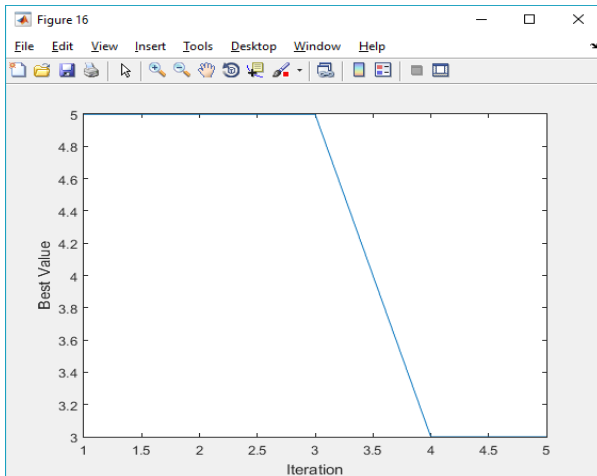 Figure 16
File Edit View Insert Tools Desktop Window Help
5
4.8
4.6
4.4
4.2
4
3.8
3.6
3.4
3.2
3
Best Value
1 1.5 2 2.5 3 3.5 4 4.5 5
Iteration